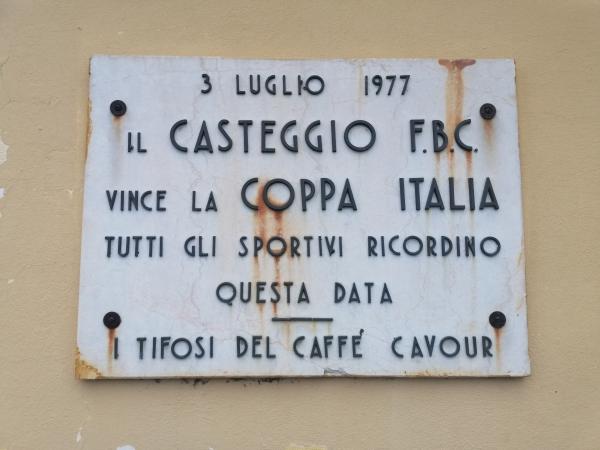 3 LUGLIO 1977
IL CASTEGGIO F.B.C.
VINCE LA COPPA ITALIA
TUTTI GLI SPORTIVI RICORDINO
QUESTA DATA
I TIFOSI DEL CAFFÉ CAVOUR